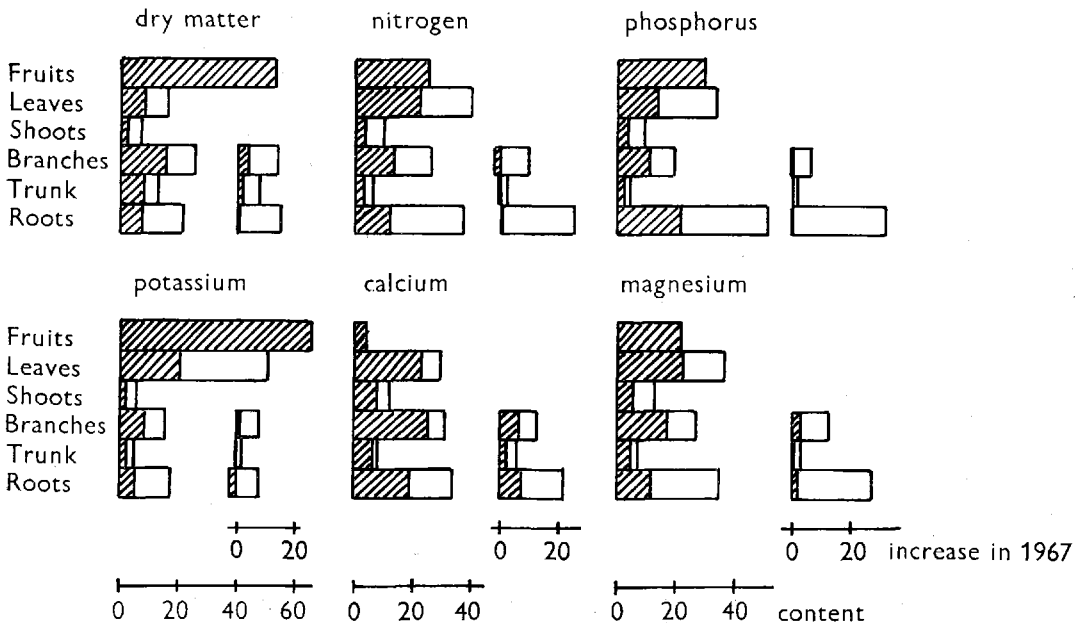 dry matter nitrogen phosphorus
Fruits
Leaves
Shoots
Branches
Trunk
Roots
potassium calcium magnesium
Fruits
Leaves
Shoots
Branches
Trunk
Roots
0 20 0 20 0 20 increase in 1967
0 20 40 60 0 20 40 0 20 40 content